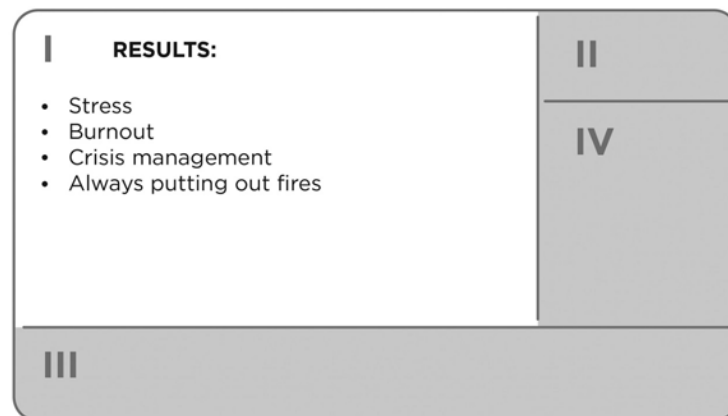 I RESULTS:
• Stress
• Burnout
• Crisis management
• Always putting out fires
II
IV
III